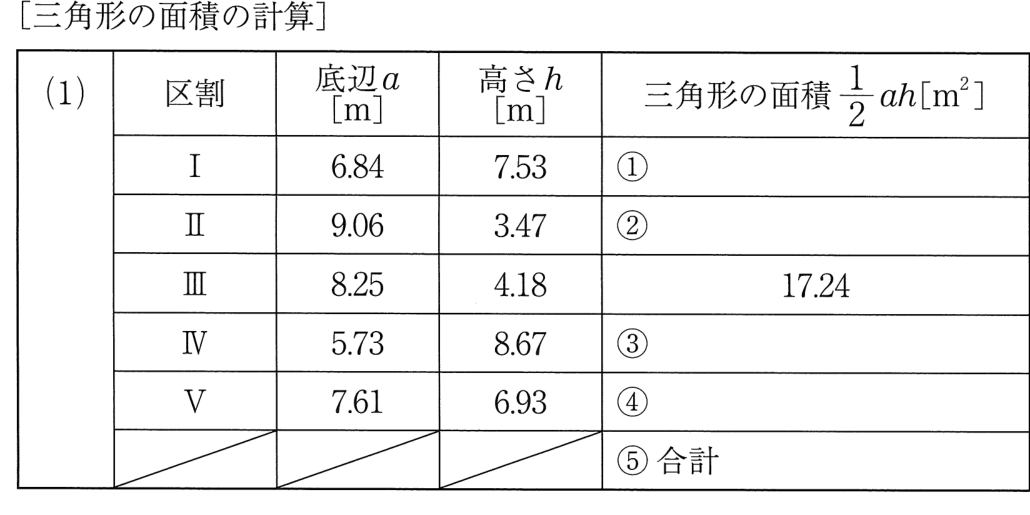 [三角形の面積の計算]
(1) 区割 底辺a [m] 高さh [m] 三角形の面積 1/2 ah[m²]
Ⅰ 6.84 7.53 ①
Ⅱ 9.06 3.47 ②
Ⅲ 8.25 4.18 17.24
Ⅳ 5.73 8.67 ③
Ⅴ 7.61 6.93 ④
⑤ 合計